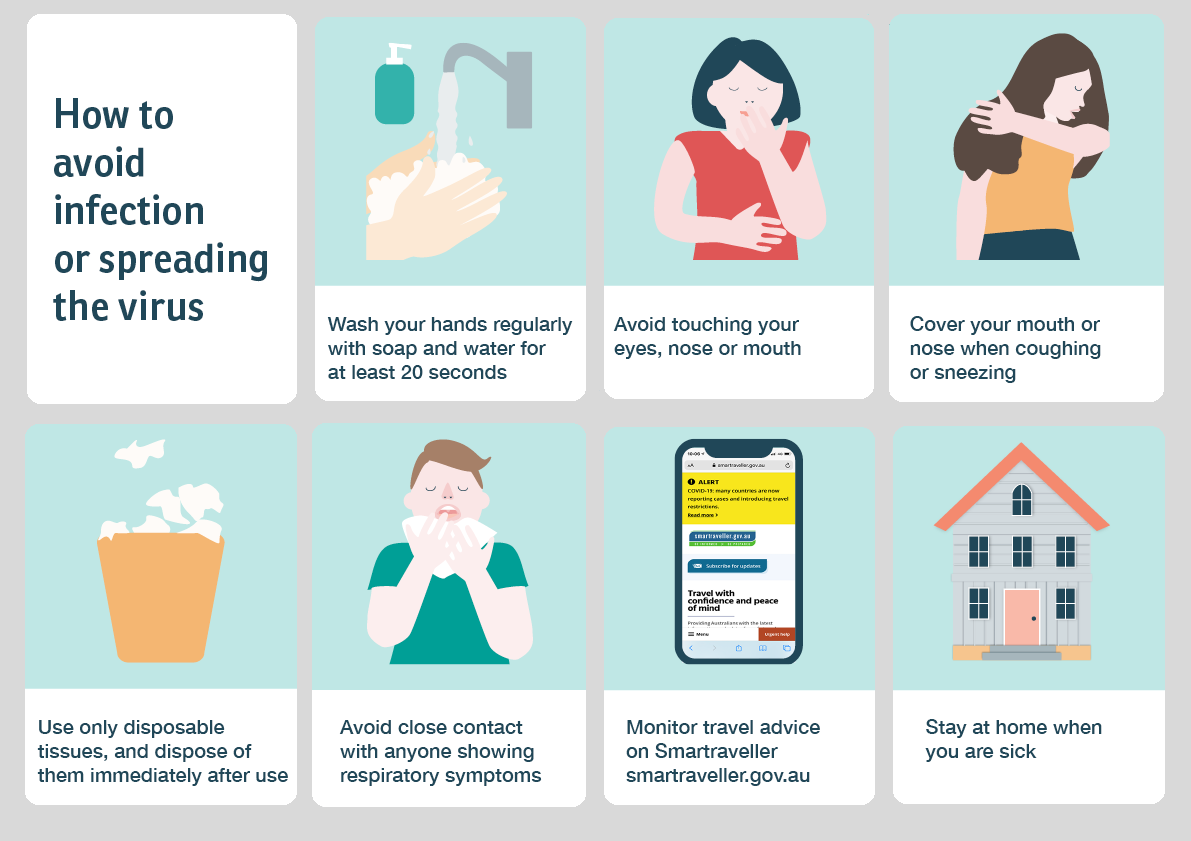 How to
avoid
infection
or spreading
the virus
Wash your hands regularly
with soap and water for
at least 20 seconds
Avoid touching your
eyes, nose or mouth
Cover your mouth or
nose when coughing
or sneezing
Use only disposable
tissues, and dispose of
them immediately after use
Avoid close contact
with anyone showing
respiratory symptoms
10:06
AA
smartraveller.gov.au
ALERT
COVID-19: many countries are now
reporting cases and introducing travel
restrictions.
Read more >
smartraveller.gov.au
Subscribe for updates
Travel with
confidence and peace
of mind
Providing Australians with the latest
Menu
Urgent help
Monitor travel advice
on Smartraveller
smartraveller.gov.au
Stay at home when
you are sick